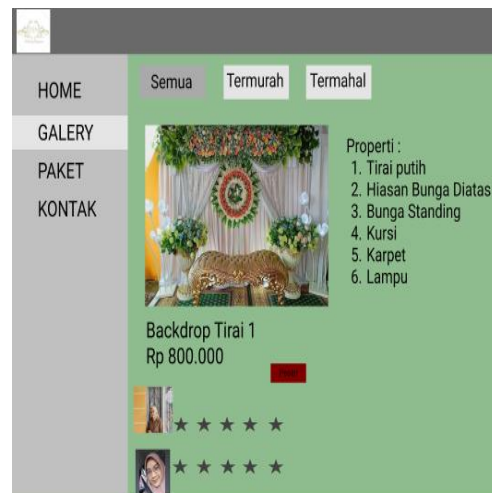 HOME
GALERY
PAKET
KONTAK
Semua
Termurah
Termahal
Properti :
1. Tirai putih
2. Hiasan Bunga Diatas
3. Bunga Standing
4. Kursi
5. Karpet
6. Lampu
Backdrop Tirai 1
Rp 800.000